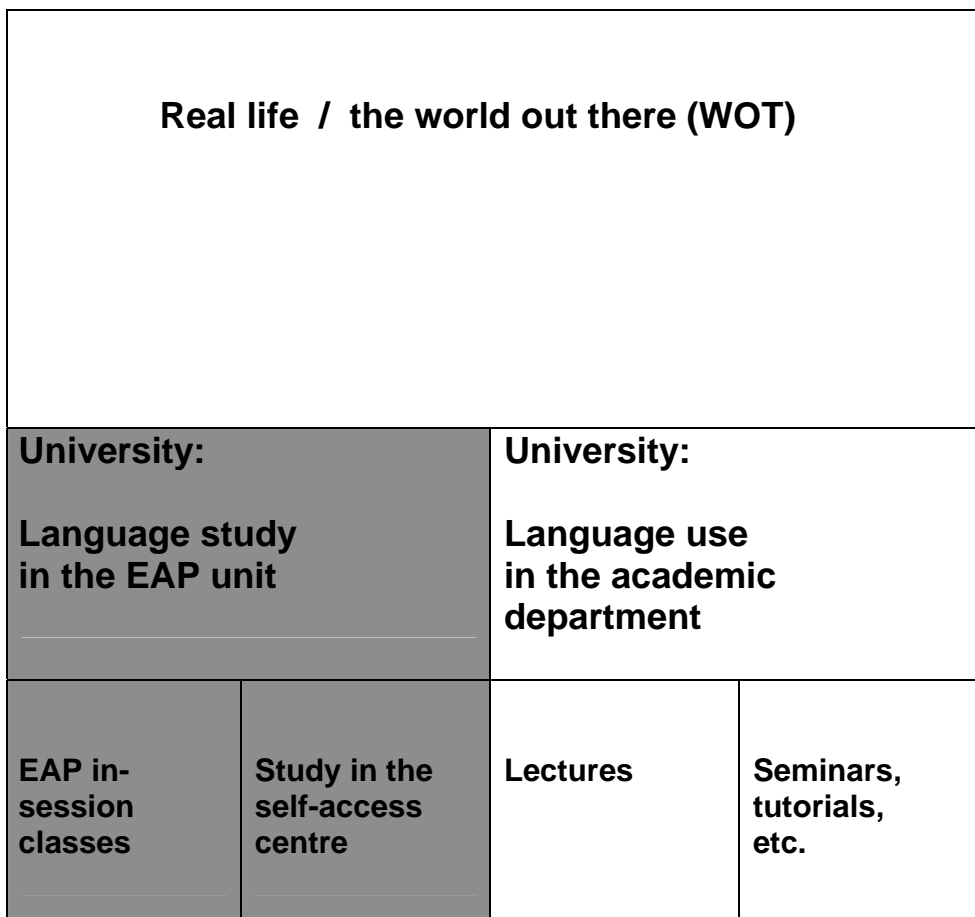 Real life / the world out there (WOT)
University:
Language study
in the EAP unit
University:
Language use
in the academic
department
EAP in-
session
classes
Study in the
self-access
centre
Lectures
Seminars,
tutorials,
etc.